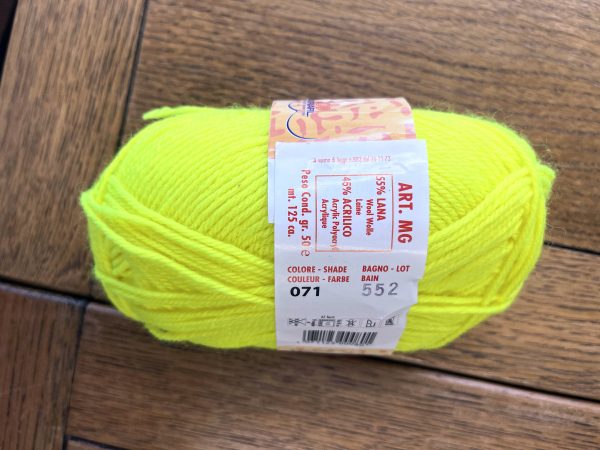 ART. MG
55% LANA
Wool Wolle
Laine
45% ACRILICO
Acrylic Polyacryl
Acrylique
Peso Cond. gr. 50 e
mt. 125 ca.
COLORE - SHADE
COULEUR - FARBE
071
BAGNO - LOT
BAIN
552